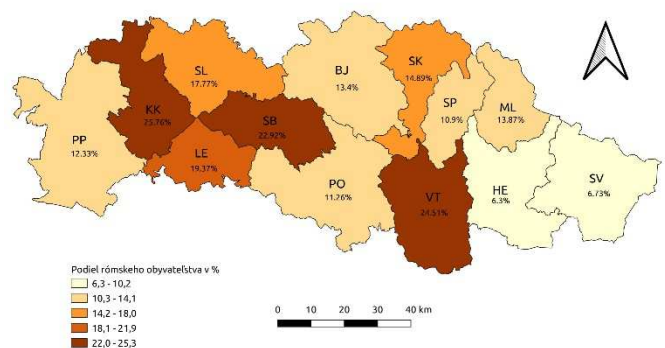 SL
17.77%
BJ
13.4%
SK
14.89%
SP
10.9%
ML
13.87%
KK
25.76%
SB
22.92%
PP
12.33%
LE
19.37%
PO
11.26%
VT
24.51%
HE
6.3%
SV
6.73%
Podiel rómskeho obyvateľstva v %
6,3 - 10,2
10,3 - 14,1
14,2 - 18,0
18,1 - 21,9
22,0 - 25,3
0 10 20 30 40 km